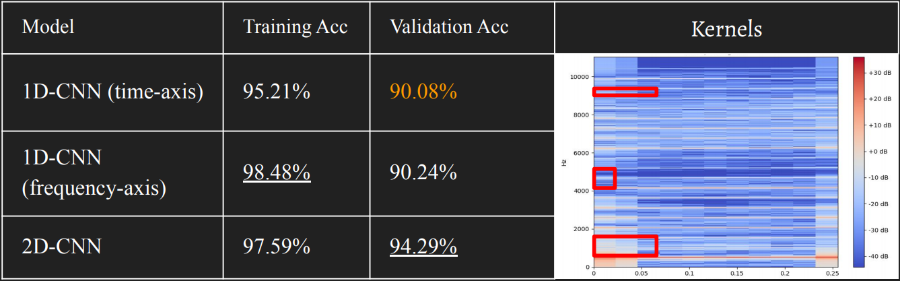 Model Training Acc Validation Acc Kernels
1D-CNN (time-axis) 95.21% 90.08%
1D-CNN
(frequency-axis) 98.48% 90.24%
2D-CNN 97.59% 94.29%
10000
8000
6000
4000
2000
0
Hz
0 0.05 0.1 0.15 0.2 0.25
+30 dB
+20 dB
+10 dB
+0 dB
-10 dB
-20 dB
-30 dB
-40 dB